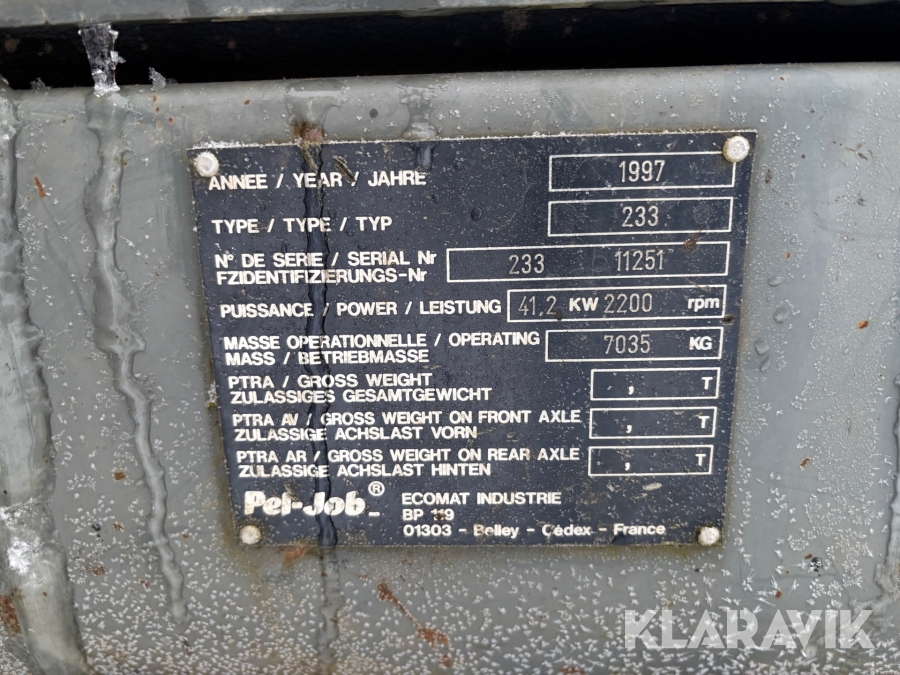 ANNEE / YEAR / JAHRE 1997
TYPE / TYPE / TYP 233
N° DE SERIE / SERIAL Nr
FZIDENTIFIZIERUNGS-Nr 233 11251
PUISSANCE / POWER / LEISTUNG 41,2 KW 2200 rpm
MASSE OPERATIONNELLE / OPERATING
MASS / BETRIEBMASSE 7035 KG
PTRA / GROSS WEIGHT
ZULASSIGES GESAMTGEWICHT , T
PTRA AV / GROSS WEIGHT ON FRONT AXLE
ZULASSIGE ACHSLAST VORN , T
PTRA AR / GROSS WEIGHT ON REAR AXLE
ZULASSIGE ACHSLAST HINTEN , T
Pel-Job® ECOMAT INDUSTRIE
BP 119
01303 - Belley - Cédex - France
KLARAVIK